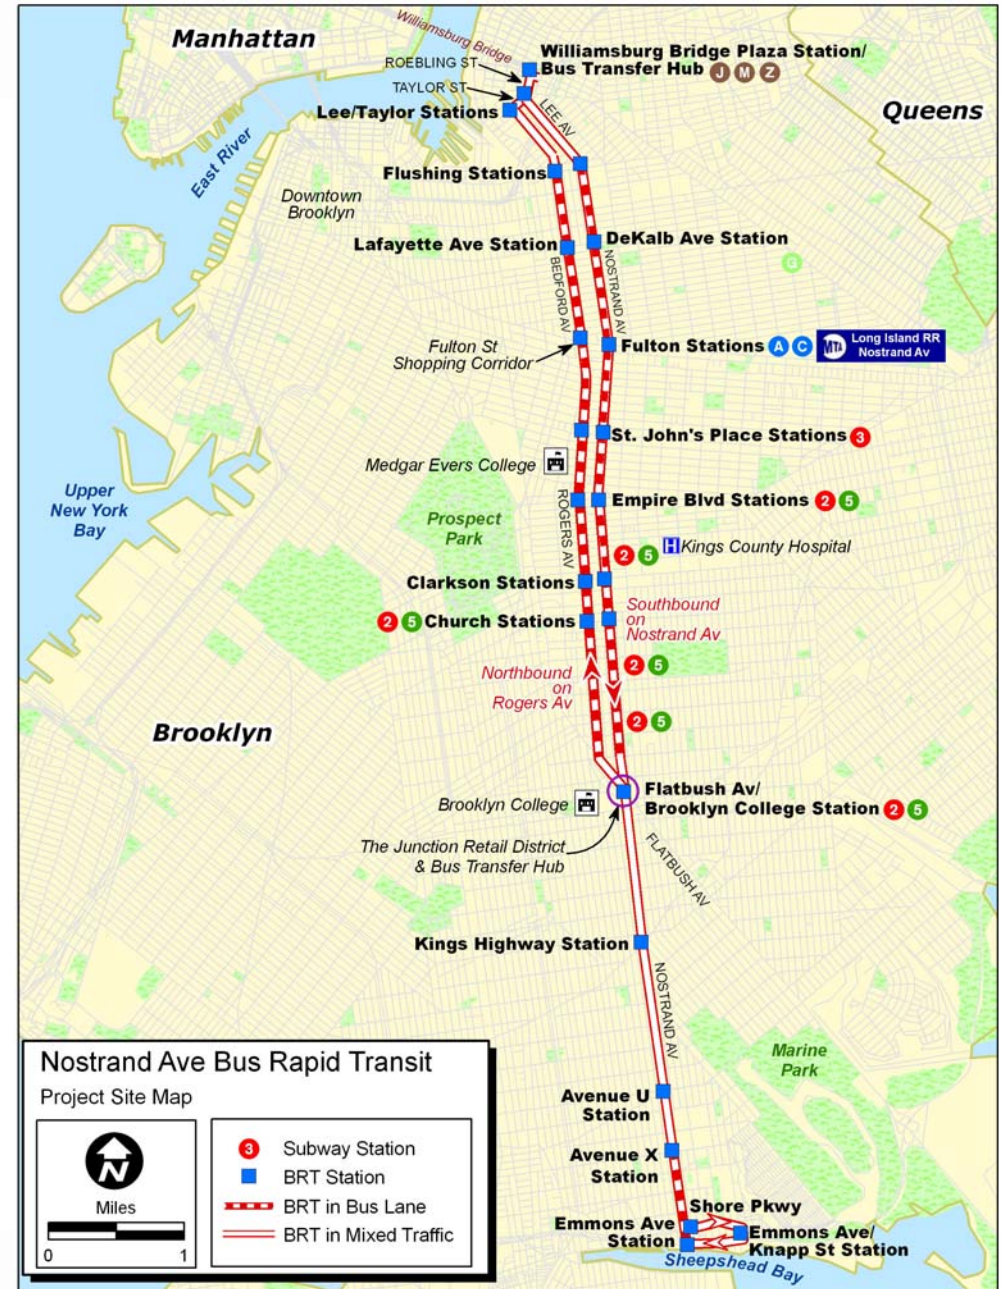 Manhattan
Williamsburg Bridge
Williamsburg Bridge Plaza Station/
Bus Transfer Hub J M Z
ROEBLING ST
TAYLOR ST
Lee/Taylor Stations
LEE AV
Queens
East River
Flushing Stations
Downtown
Brooklyn
Lafayette Ave Station
DeKalb Ave Station
G
BEDFORD AV
NOSTRAND AV
Fulton St
Shopping Corridor
Fulton Stations A C
MTA
Long Island RR
Nostrand Av
St. John's Place Stations 3
Medgar Evers College
Upper
New York
Bay
Prospect
Park
ROGERS AV
Empire Blvd Stations 2 5
2 5 H Kings County Hospital
Clarkson Stations
2 5 Church Stations
Southbound
on
Nostrand Av
2 5
Northbound
on
Rogers Av
2 5
Brooklyn
Flatbush Av/
Brooklyn College Station 2 5
Brooklyn College
The Junction Retail District
& Bus Transfer Hub
FLATBUSH AV
Kings Highway Station
NOSTRAND AV
Marine
Park
Avenue U
Station
Avenue X
Station
Shore Pkwy
Emmons Ave
Station
Emmons Ave/
Knapp St Station
Sheepshead Bay
Nostrand Ave Bus Rapid Transit
Project Site Map
N
Miles
0 1
3 Subway Station
BRT Station
BRT in Bus Lane
BRT in Mixed Traffic